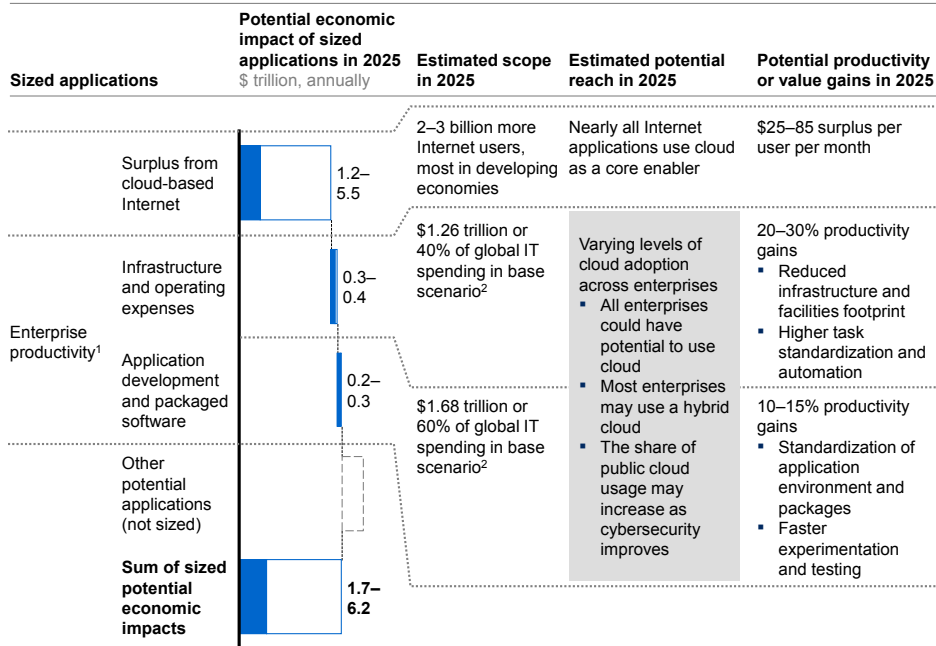 Sized applications
Potential economic
impact of sized
applications in 2025
$ trillion, annually
Estimated scope
in 2025
Estimated potential
reach in 2025
Potential productivity
or value gains in 2025
Surplus from
cloud-based
Internet
1.2–
5.5
2–3 billion more
Internet users,
most in developing
economies
Nearly all Internet
applications use cloud
as a core enabler
$25–85 surplus per
user per month
Enterprise
productivity1
Infrastructure
and operating
expenses
0.3–
0.4
$1.26 trillion or
40% of global IT
spending in base
scenario2
Varying levels of
cloud adoption
across enterprises
▪ All enterprises
could have
potential to use
cloud
▪ Most enterprises
may use a hybrid
cloud
▪ The share of
public cloud
usage may
increase as
cybersecurity
improves
20–30% productivity
gains
▪ Reduced
infrastructure and
facilities footprint
▪ Higher task
standardization and
automation
Application
development
and packaged
software
0.2–
0.3
$1.68 trillion or
60% of global IT
spending in base
scenario2
10–15% productivity
gains
▪ Standardization of
application
environment and
packages
▪ Faster
experimentation
and testing
Other
potential
applications
(not sized)
Sum of sized
potential
economic
impacts
1.7–
6.2